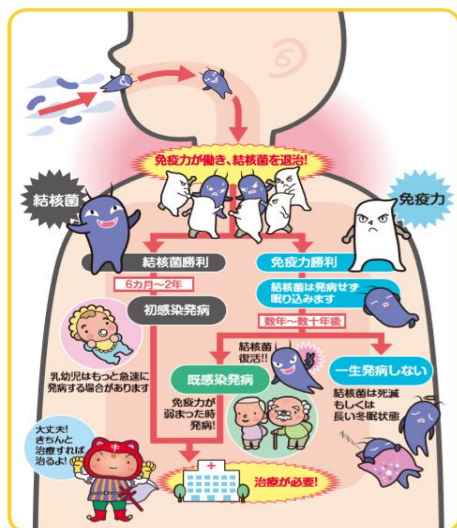 免疫力が働き、結核菌を退治!
結核菌
免疫力
結核菌勝利
免疫力勝利
6カ月～2年
結核菌は発病せず
眠り込みます
初感染発病
数年～数十年後
乳幼児はもっと急速に
発病する場合があります
結核菌
復活!!
既感染発病
一生発病しない
免疫力が
弱まった時
発病!
結核菌は死滅
もしくは
長い冬眠状態
大丈夫!
きちんと
治療すれば
治るよ!
治療が必要!